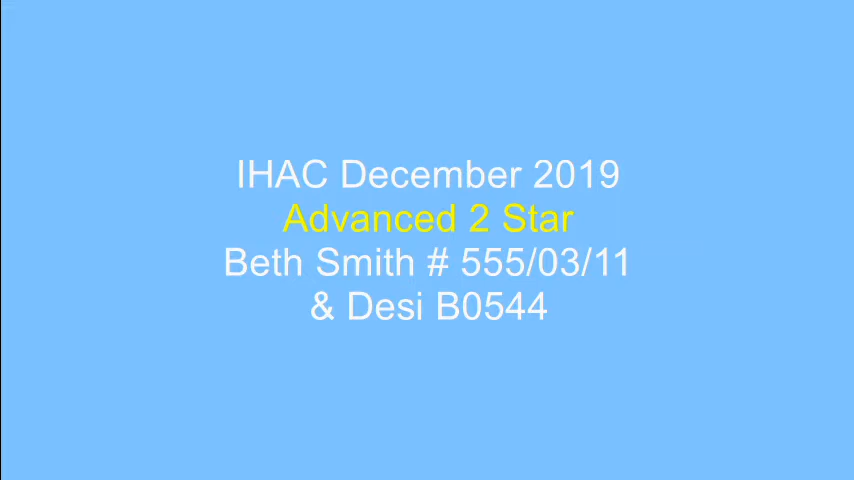 IHAC December 2019
Advanced 2 Star
Beth Smith # 555/03/11
& Desi B0544